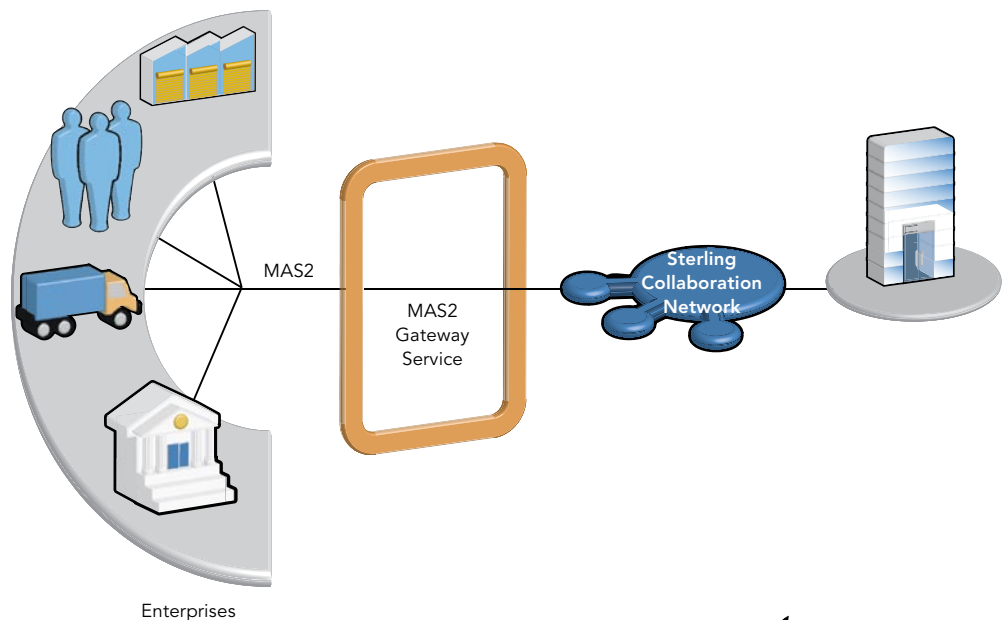 MAS2
MAS2
Gateway
Service
Sterling
Collaboration
Network
Enterprises